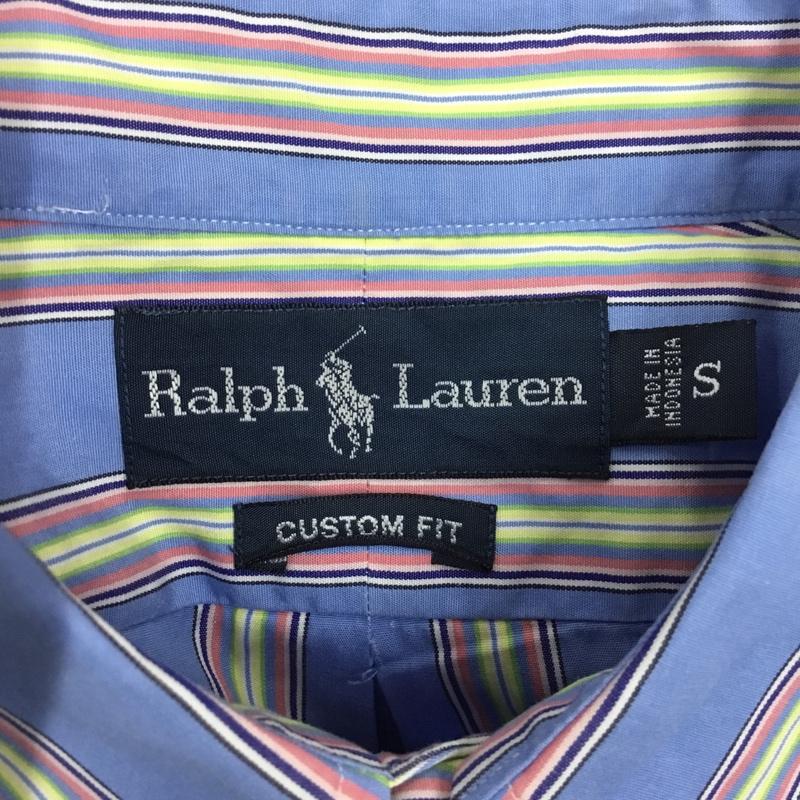 Ralph Lauren
MADE IN
INDONESIA
S
CUSTOM FIT